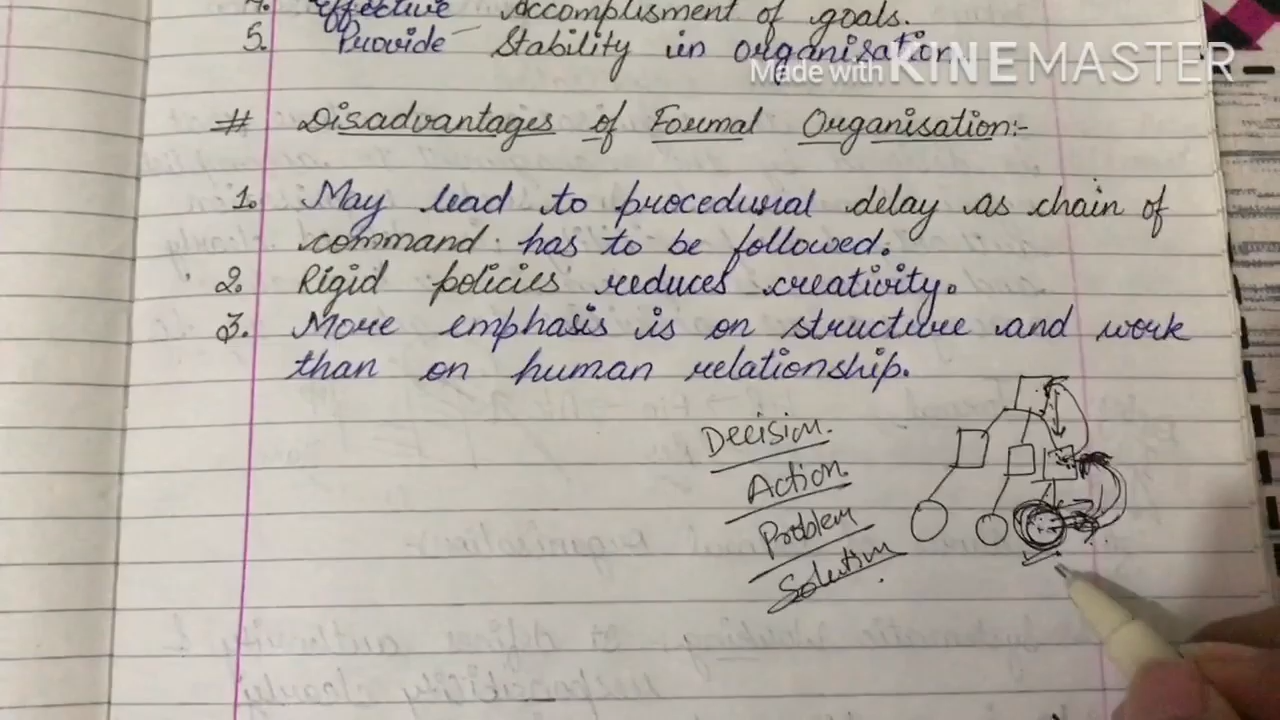 4. Effective Accomplisment of goals.
5. Provide Stability in organisation.
Made with KINEMASTER
# Disadvantages of Formal Organisation:-
1. May lead to procedural delay as chain of
command has to be followed.
2. Rigid policies reduces creativity.
3. More emphasis is on structure and work
than on human relationship.
Decision.
Action
Problem
Solution